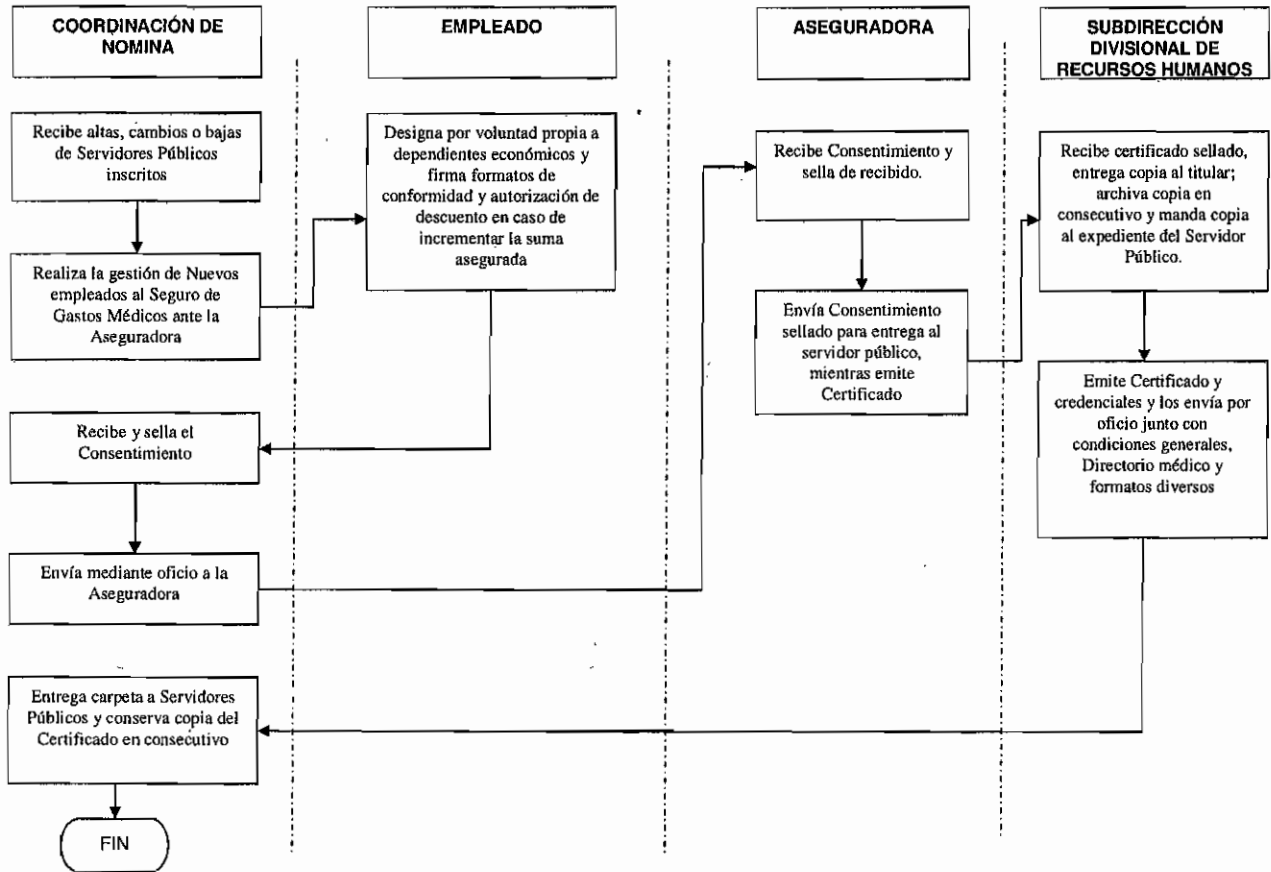 COORDINACIÓN DE
NOMINA
Recibe altas, cambios o bajas
de Servidores Públicos
inscritos
Realiza la gestión de Nuevos
empleados al Seguro de
Gastos Médicos ante la
Aseguradora
Recibe y sella el
Consentimiento
Envía mediante oficio a la
Aseguradora
Entrega carpeta a Servidores
Públicos y conserva copia del
Certificado en consecutivo
FIN
EMPLEADO
Designa por voluntad propia a
dependientes económicos y
firma formatos de
conformidad y autorización de
descuento en caso de
incrementar la suma
asegurada
ASEGURADORA
Recibe Consentimiento y
sella de recibido.
Envía Consentimiento
sellado para entrega al
servidor público,
mientras emite
Certificado
SUBDIRECCIÓN
DIVISIONAL DE
RECURSOS HUMANOS
Recibe certificado sellado,
entrega copia al titular;
archiva copia en
consecutivo y manda copia
al expediente del Servidor
Público.
Emite Certificado y
credenciales y los envía por
oficio junto con
condiciones generales,
Directorio médico y
formatos diversos